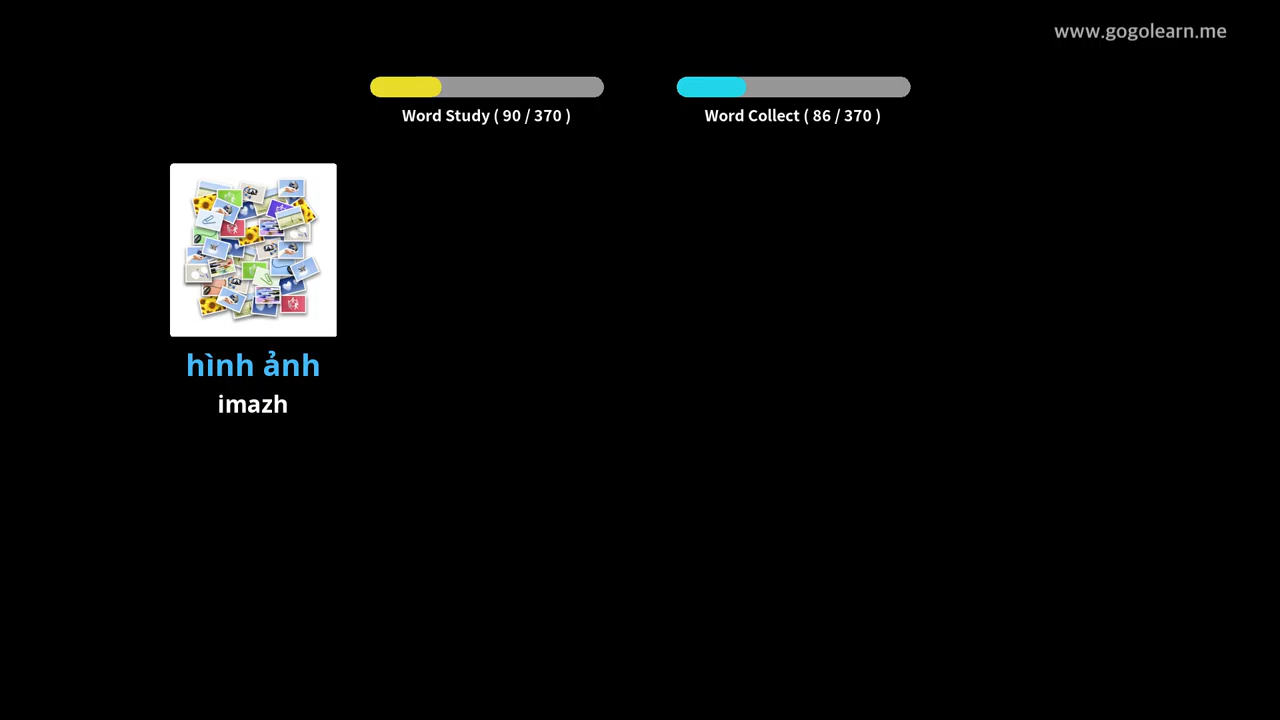 www.gogolearn.me
Word Study ( 90 / 370 )
Word Collect ( 86 / 370 )
hình ảnh
imazh